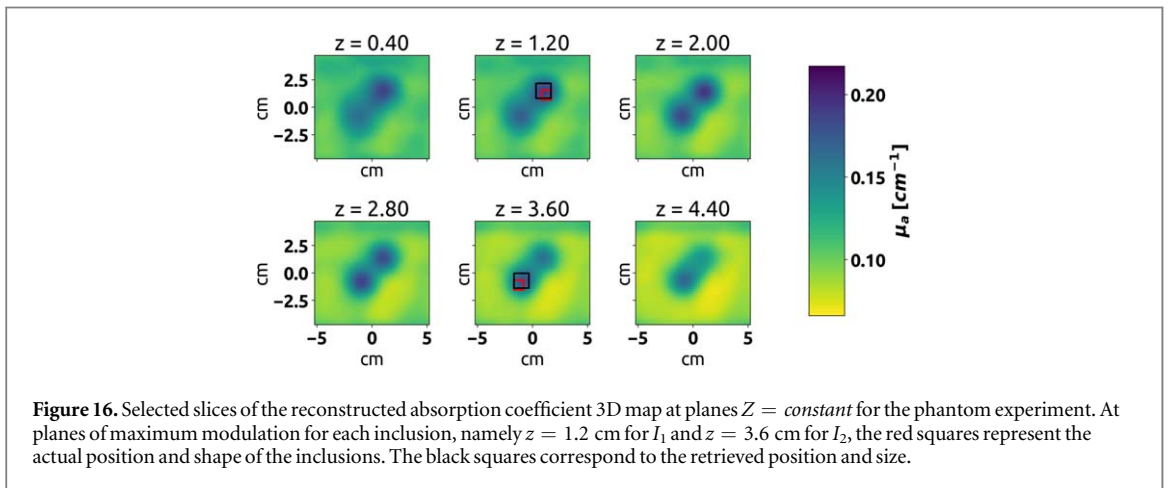 z = 0.40 z = 1.20 z = 2.00
2.5 0.20
cm 0.0 cm cm
−2.5
cm cm cm
0.15
z = 2.80 z = 3.60 z = 4.40
μa [cm−1]
2.5
cm 0.0 cm cm 0.10
−2.5
−5 0 5 −5 0 5 −5 0 5
cm cm cm
Figure 16. Selected slices of the reconstructed absorption coefficient 3D map at planes Z = constant for the phantom experiment. At
planes of maximum modulation for each inclusion, namely z = 1.2 cm for I₁ and z = 3.6 cm for I₂, the red squares represent the
actual position and shape of the inclusions. The black squares correspond to the retrieved position and size.